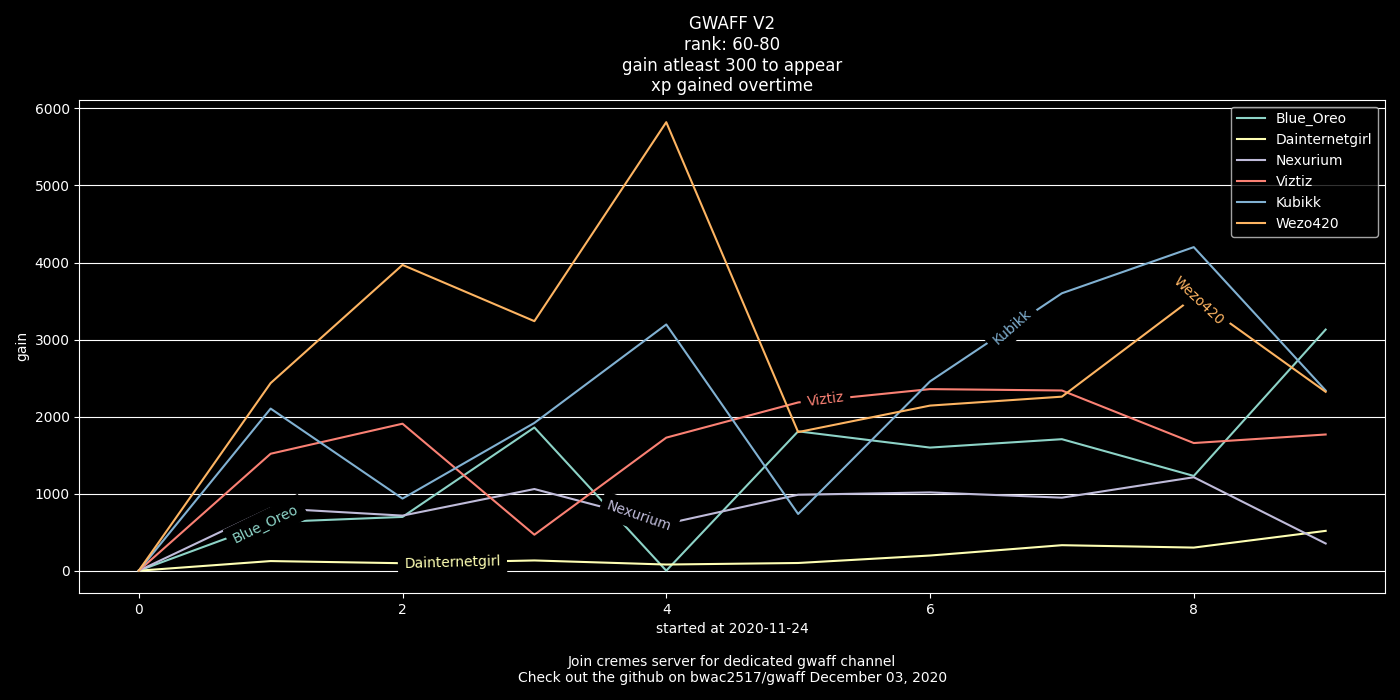 GWAFF V2
rank: 60-80
gain atleast 300 to appear
xp gained overtime
6000
5000
4000
3000
2000
1000
0
gain
Blue_Oreo
Dainternetgirl
Nexurium
Viztiz
Kubikk
Wezo420
Blue_Oreo
Dainternetgirl
Nexurium
Viztiz
Kubikk
Wezo420
0 2 4 6 8
started at 2020-11-24
Join cremes server for dedicated gwaff channel
Check out the github on bwac2517/gwaff December 03, 2020